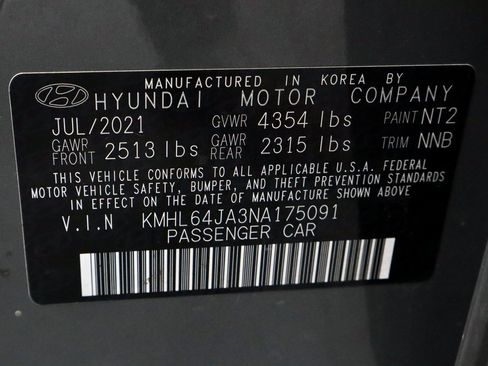 MANUFACTURED IN KOREA BY
HYUNDAI MOTOR COMPANY
JUL/2021 GVWR 4354 lbs PAINT NT2
GAWR FRONT 2513 lbs GAWR REAR 2315 lbs TRIM NNB
THIS VEHICLE CONFORMS TO ALL APPLICABLE U.S.A. FEDERAL
MOTOR VEHICLE SAFETY, BUMPER, AND THEFT PREVENTION STANDARDS
IN EFFECT ON THE DATE OF MANUFACTURE SHOWN ABOVE
V.I.N KMHL64JA3NA175091
PASSENGER CAR